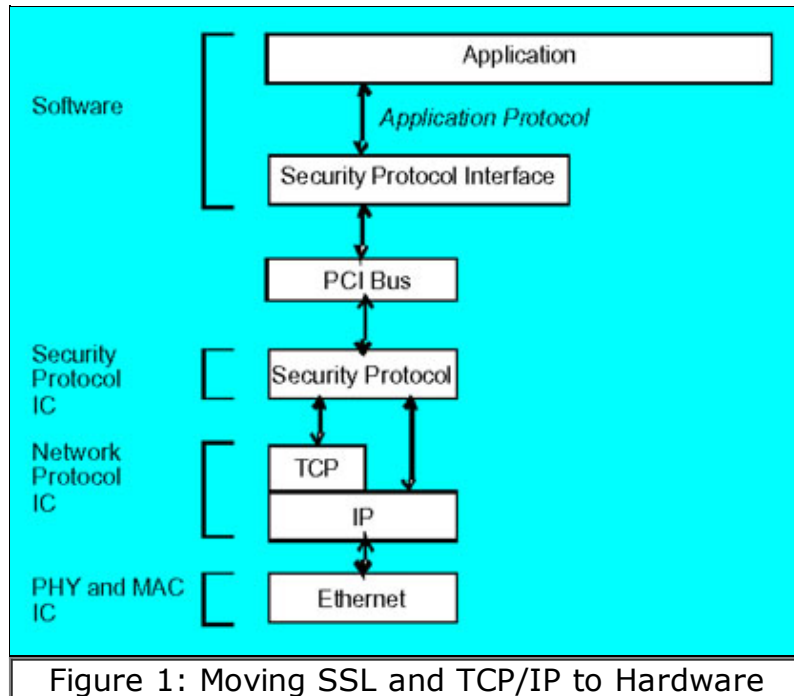 Application
Software
Application Protocol
Security Protocol Interface
PCI Bus
Security
Protocol
IC
Security Protocol
Network
Protocol
IC
TCP
IP
PHY and MAC
IC
Ethernet
Figure 1: Moving SSL and TCP/IP to Hardware